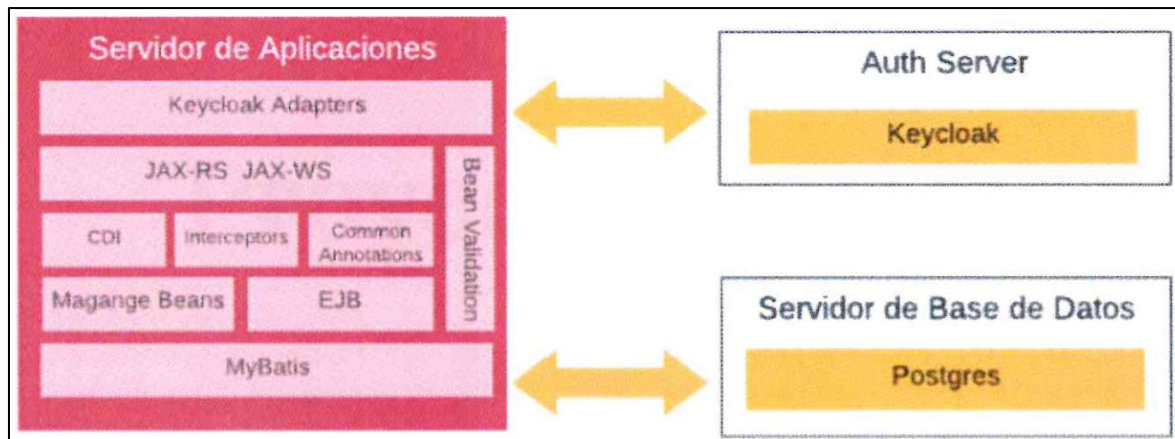 Servidor de Aplicaciones
Keycloak Adapters
JAX-RS JAX-WS
Bean Validation
CDI
Interceptors
Common
Annotations
Magange Beans
EJB
MyBatis
Auth Server
Keycloak
Servidor de Base de Datos
Postgres